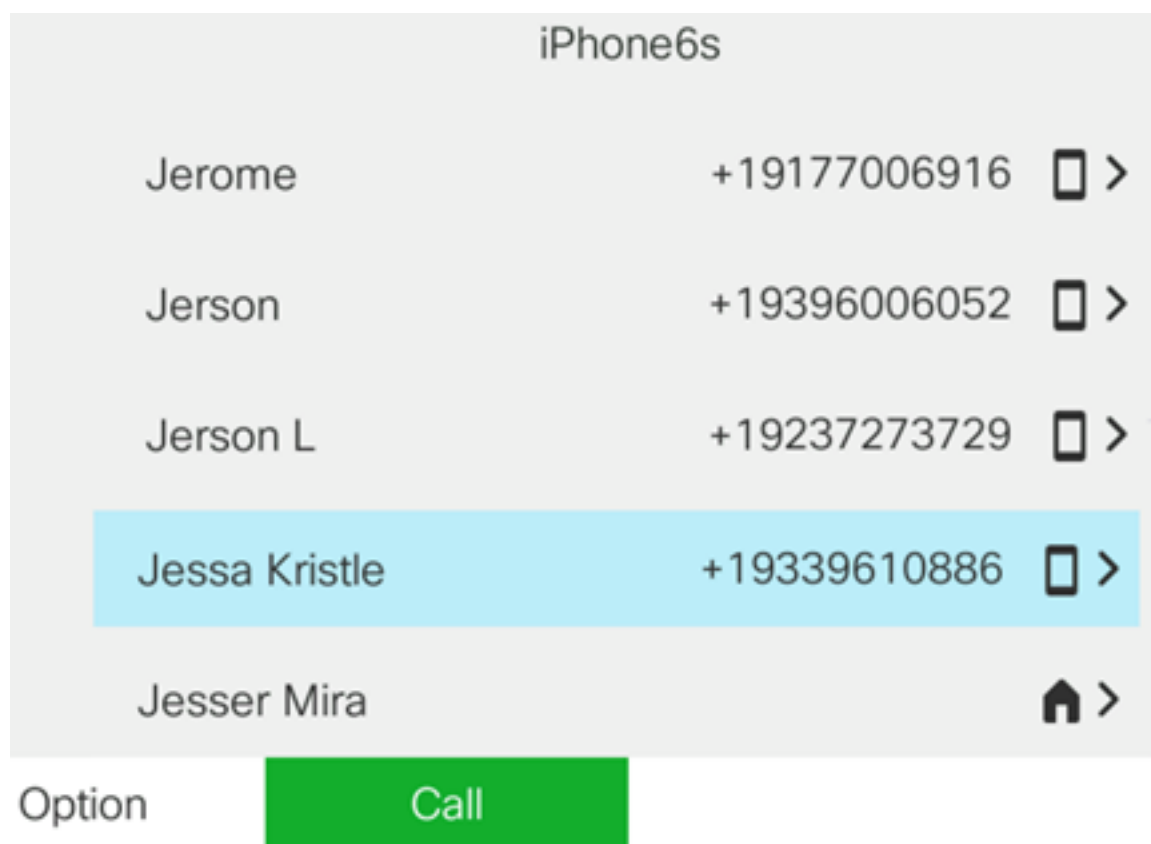 iPhone6s
Jerome +19177006916
Jerson +19396006052
Jerson L +19237273729
Jessa Kristle +19339610886
Jesser Mira
Option Call